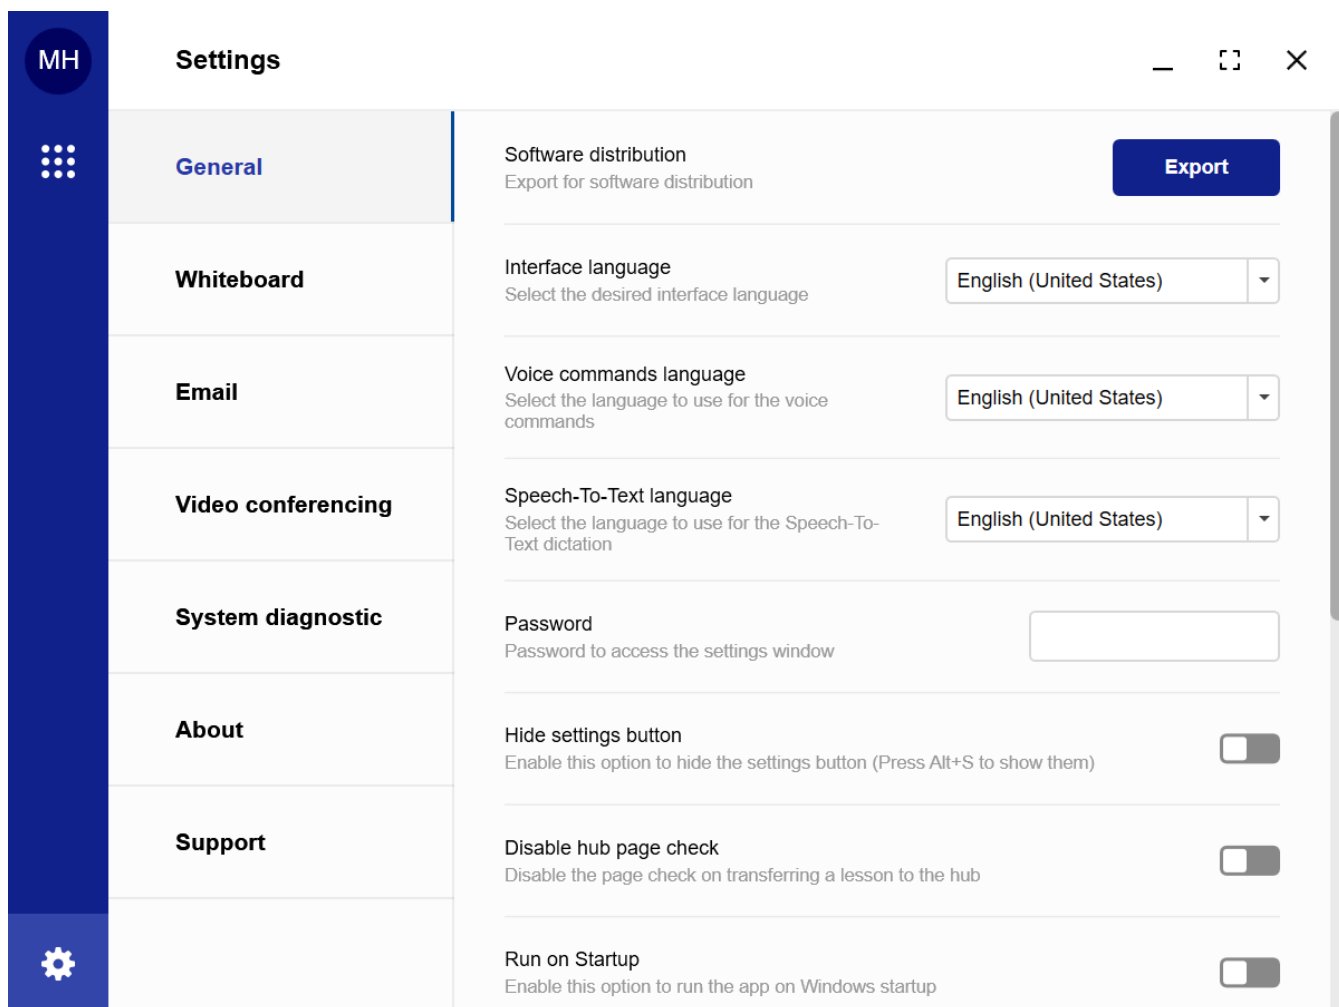 MH
Settings
General
Whiteboard
Email
Video conferencing
System diagnostic
About
Support
Software distribution
Export for software distribution
Export
Interface language
Select the desired interface language
English (United States)
Voice commands language
Select the language to use for the voice
commands
English (United States)
Speech-To-Text language
Select the language to use for the Speech-To-
Text dictation
English (United States)
Password
Password to access the settings window
Hide settings button
Enable this option to hide the settings button (Press Alt+S to show them)
Disable hub page check
Disable the page check on transferring a lesson to the hub
Run on Startup
Enable this option to run the app on Windows startup